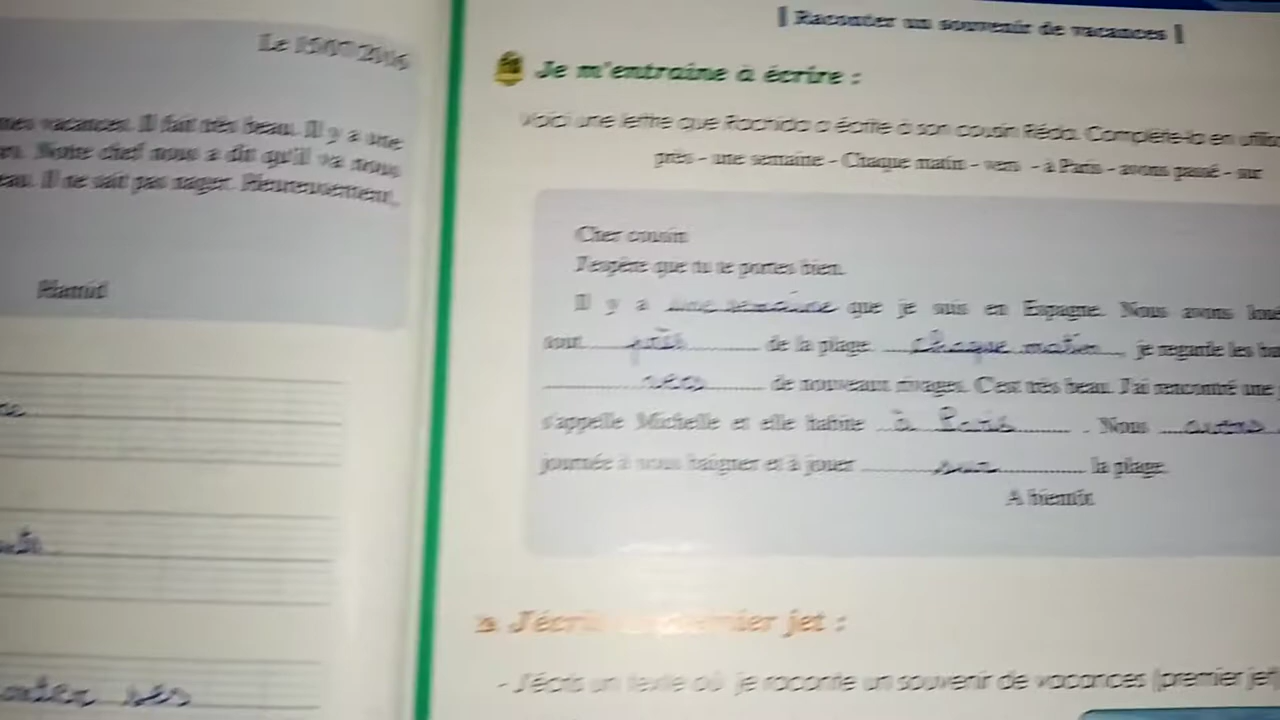 Le 15/07/2016
mes vacances. Il fait très beau. Il y a une
Notre chef nous a dit qu'il va nous
eau. Il ne sait pas nager. Heureusement,
Hamid
[ Raconter un souvenir de vacances ]
Je m'entraine à écrire :
Voici une lettre que Rachida a écrite à son cousin Réda. Complète-la en utilis
près - une semaine - Chaque matin - vers - à Paris - avons passé - sur
Cher cousin
J'espère que tu te portes bien.
Il y a une semaine que je suis en Espagne. Nous avons loué
tout près de la plage. chaque matin, je regarde les ba
vers de nouveaux rivages. C'est très beau. J'ai rencontré une
s'appelle Michelle et elle habite à Paris. Nous avons
journée à nous baigner et à jouer sur la plage.
A bientôt
J'écris premier jet :
- J'écris un texte où je raconte un souvenir de vacances (premier jet)